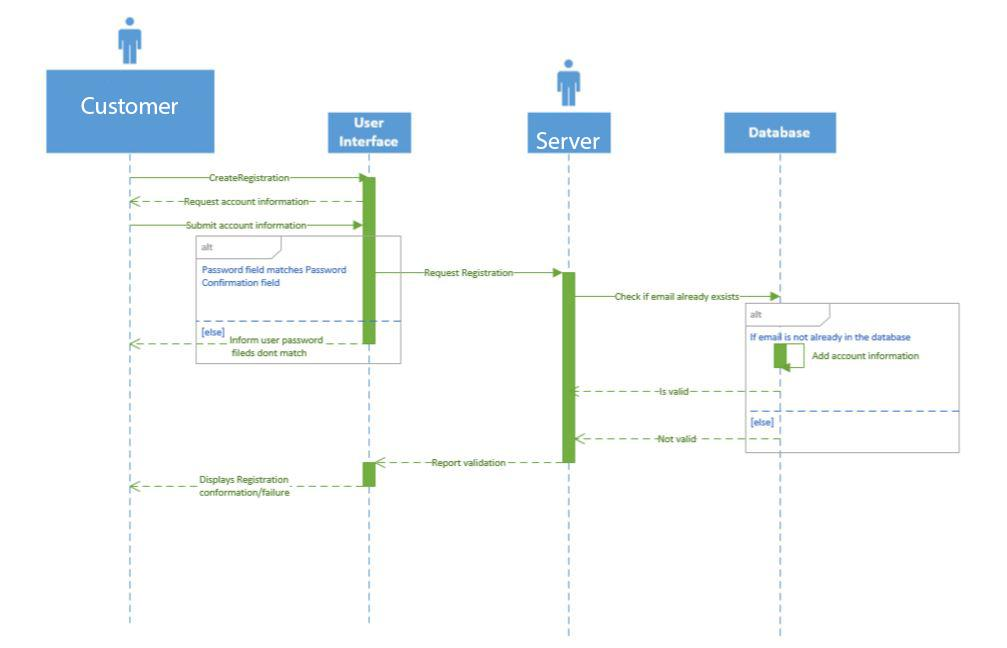 Customer
User
Interface
Server
Database
CreateRegistration
Request account information
Submit account information
alt
Password field matches Password
Confirmation field
Request Registration
Check if email already exsists
alt
If email is not already in the database
Add account information
[else]
Inform user password
fileds dont match
Is valid
[else]
Not valid
Report validation
Displays Registration
conformation/failure